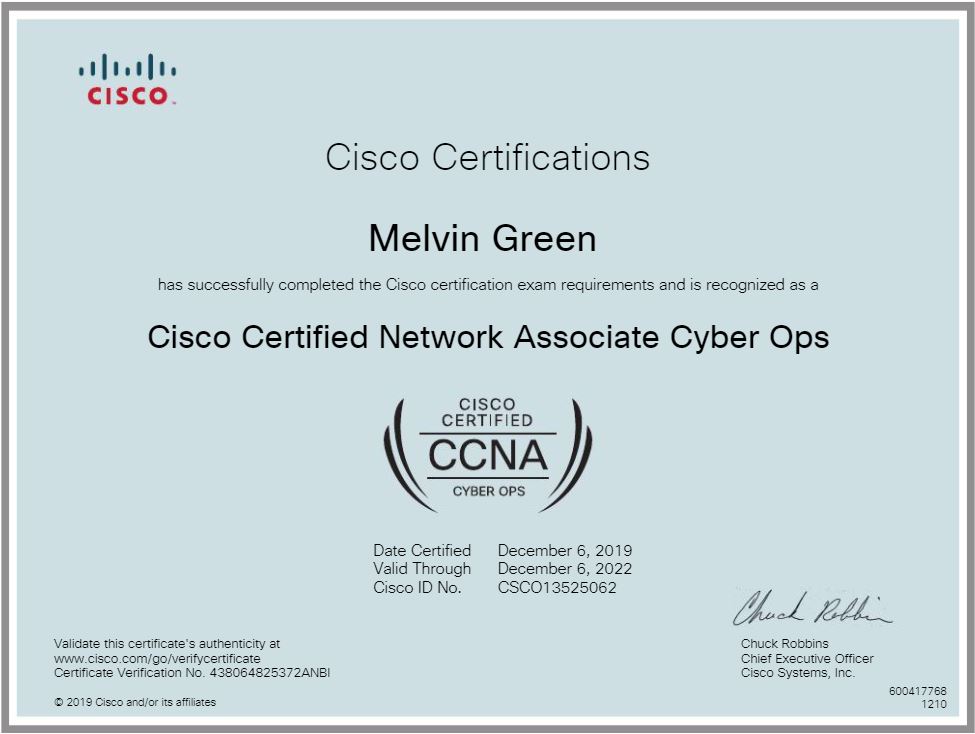 CISCO™
Cisco Certifications
Melvin Green
has successfully completed the Cisco certification exam requirements and is recognized as a
Cisco Certified Network Associate Cyber Ops
CISCO
CERTIFIED
CCNA
CYBER OPS
Date Certified December 6, 2019
Valid Through December 6, 2022
Cisco ID No. CSCO13525062
Chuck Robbins
Validate this certificate's authenticity at
www.cisco.com/go/verifycertificate
Certificate Verification No. 438064825372ANBI
Chuck Robbins
Chief Executive Officer
Cisco Systems, Inc.
© 2019 Cisco and/or its affiliates
600417768
1210